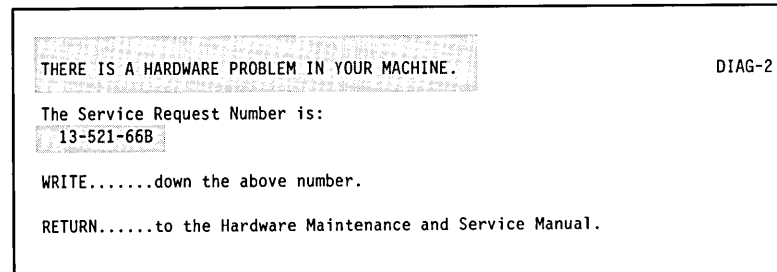 THERE IS A HARDWARE PROBLEM IN YOUR MACHINE. DIAG-2
The Service Request Number is:
13-521-66B
WRITE.......down the above number.
RETURN......to the Hardware Maintenance and Service Manual.